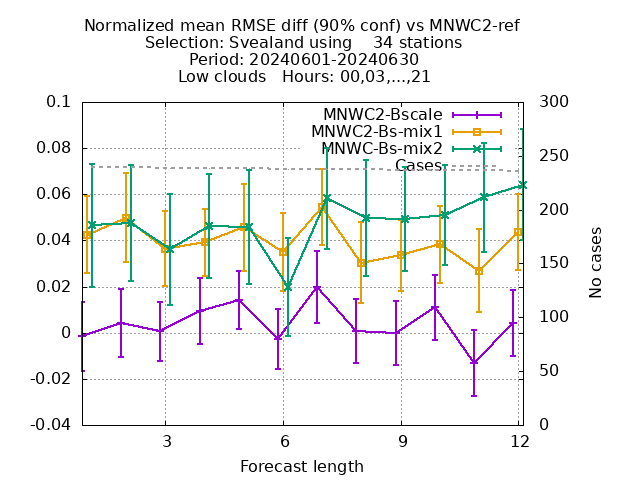 Normalized mean RMSE diff (90% conf) vs MNWC2-ref
Selection: Svealand using    34 stations
Period: 20240601-20240630
Low clouds   Hours: 00,03,...,21
MNWC2-Bscale
MNWC2-Bs-mix1
MNWC-Bs-mix2
Cases
0.1
0.08
0.06
0.04
0.02
0
-0.02
-0.04
300
250
200
150
100
50
0
No cases
3
6
9
12
Forecast length